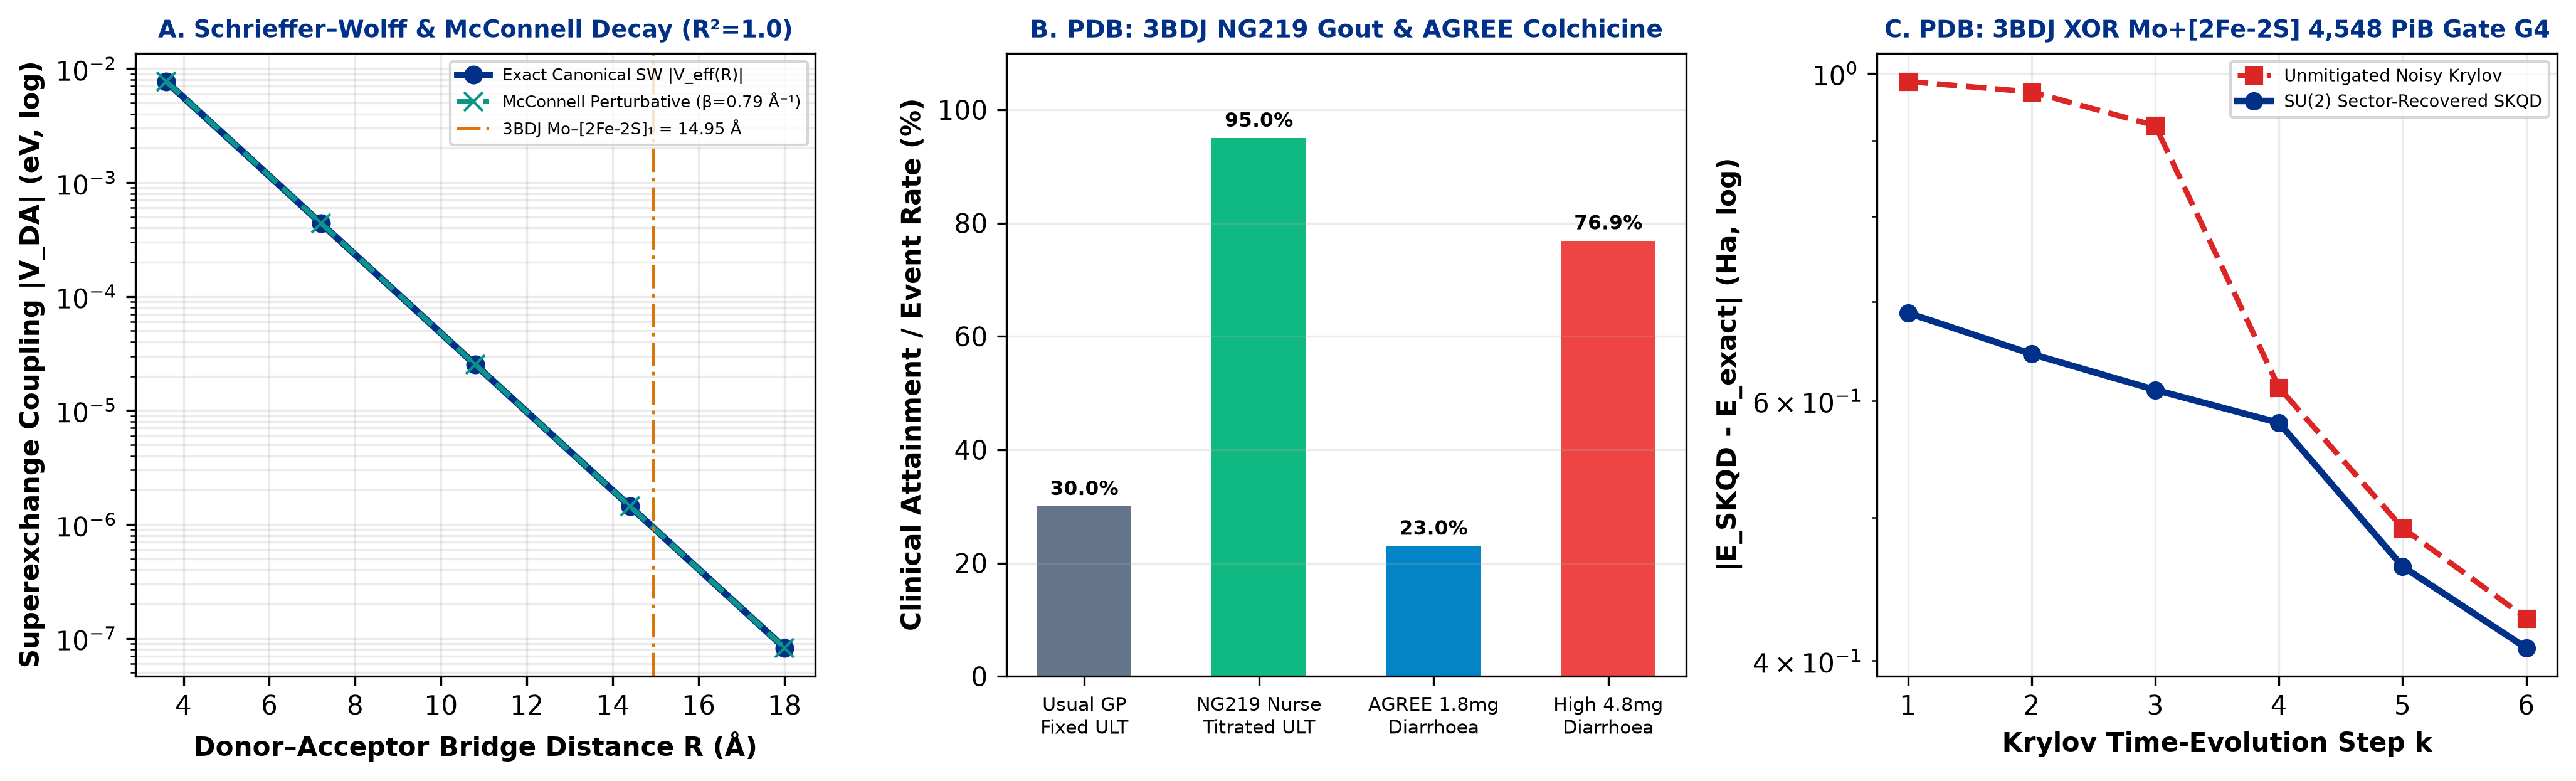 A. Schrieffer–Wolff & McConnell Decay (R²=1.0)
Superexchange Coupling |V_DA| (eV, log)
10⁻²
10⁻³
10⁻⁴
10⁻⁵
10⁻⁶
10⁻⁷
Exact Canonical SW |V_eff(R)|
McConnell Perturbative (β=0.79 Å⁻¹)
3BDJ Mo–[2Fe-2S]₁ = 14.95 Å
4 6 8 10 12 14 16 18
Donor–Acceptor Bridge Distance R (Å)
B. PDB: 3BDJ NG219 Gout & AGREE Colchicine
Clinical Attainment / Event Rate (%)
100
80
60
40
20
0
30.0%
95.0%
23.0%
76.9%
Usual GP
Fixed ULT
NG219 Nurse
Titrated ULT
AGREE 1.8mg
Diarrhoea
High 4.8mg
Diarrhoea
C. PDB: 3BDJ XOR Mo+[2Fe-2S] 4,548 PiB Gate G4
|E_SKQD - E_exact| (Ha, log)
10⁰
6 × 10⁻¹
4 × 10⁻¹
Unmitigated Noisy Krylov
SU(2) Sector-Recovered SKQD
1 2 3 4 5 6
Krylov Time-Evolution Step k